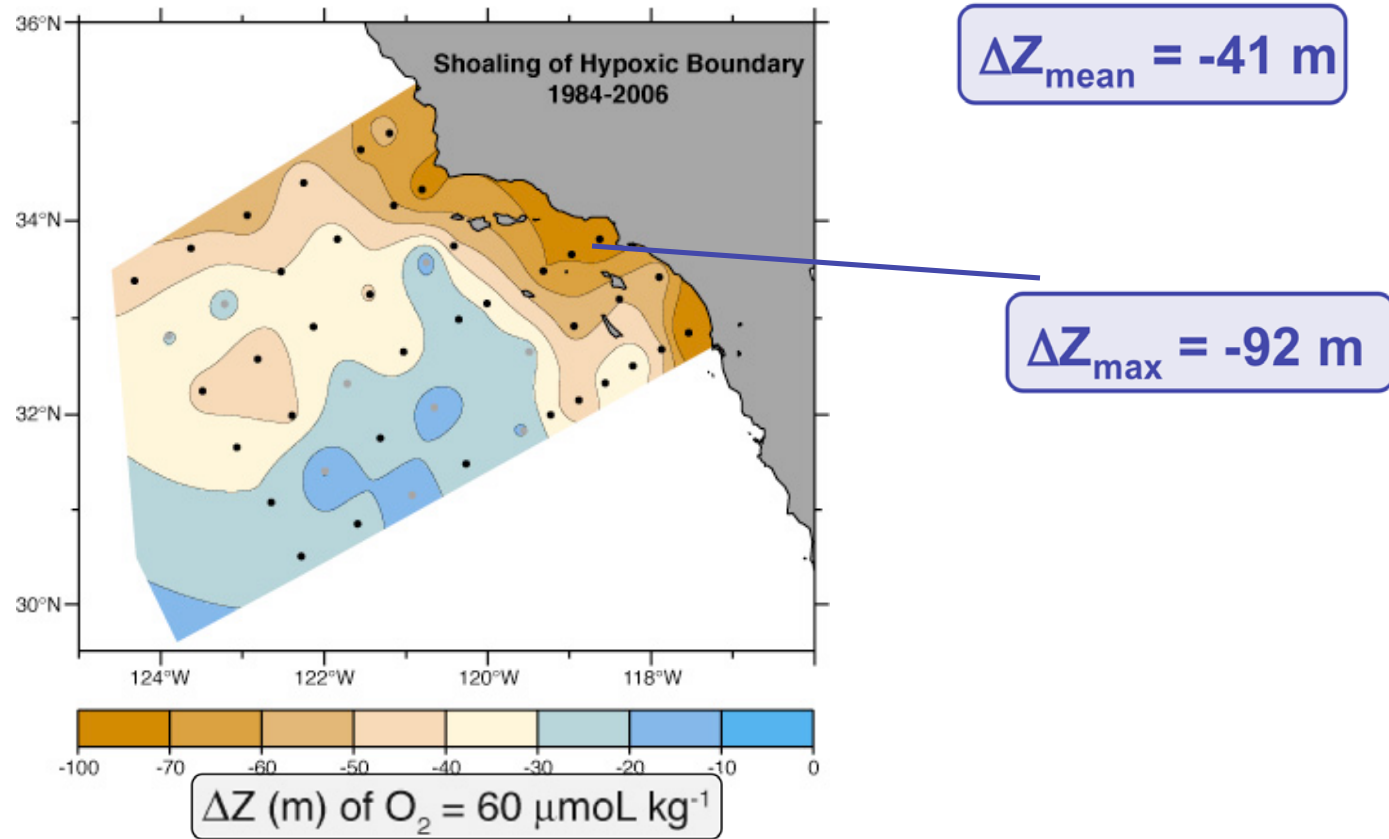 36°N
34°N
32°N
30°N
Shoaling of Hypoxic Boundary
1984-2006
ΔZmean = -41 m
ΔZmax = -92 m
124°W 122°W 120°W 118°W
-100 -70 -60 -50 -40 -30 -20 -10 0
ΔZ (m) of O₂ = 60 μmoL kg⁻¹